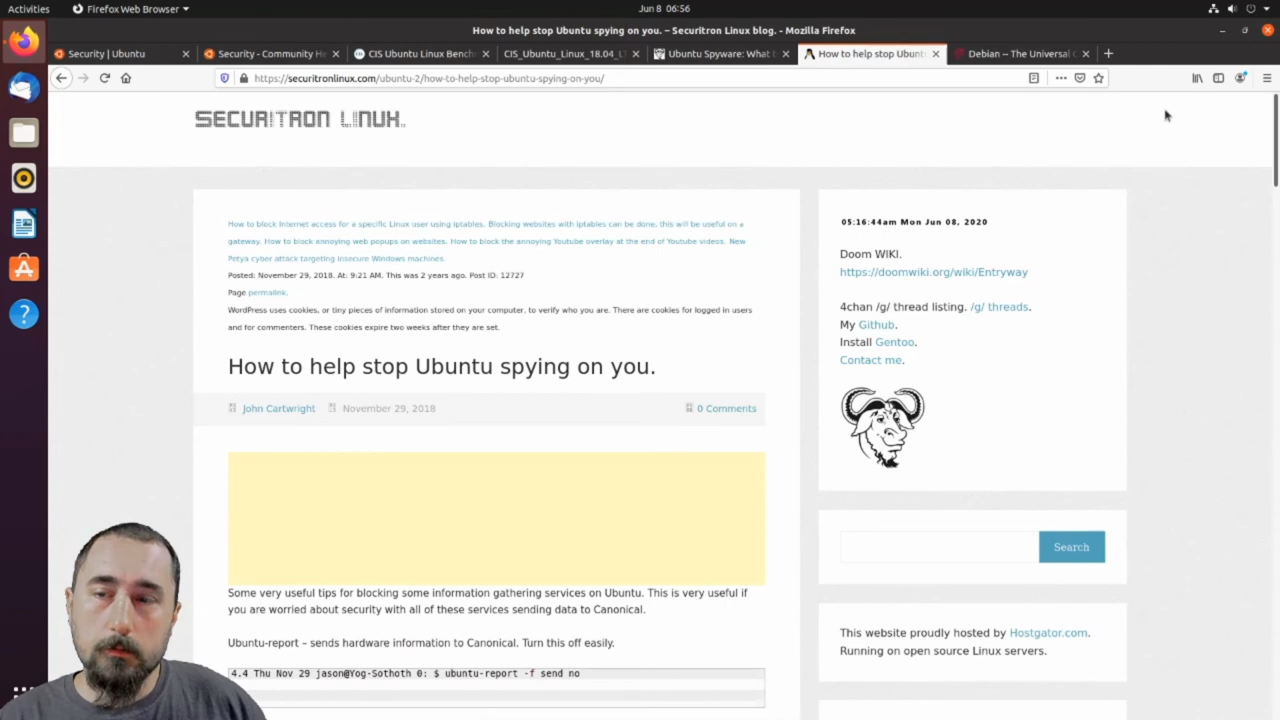 Activities
Firefox Web Browser
Jun 8 06:56
How to help stop Ubuntu spying on you. – Securitron Linux blog. - Mozilla Firefox
Security | Ubuntu
Security - Community He
CIS Ubuntu Linux Bench
CIS_Ubuntu_Linux_18.04_LT
Ubuntu Spyware: What t
How to help stop Ubunt
Debian -- The Universal O
https://securitronlinux.com/ubuntu-2/how-to-help-stop-ubuntu-spying-on-you/
SECURITRON LINUX.
How to block Internet access for a specific Linux user using iptables. Blocking websites with iptables can be done, this will be useful on a
gateway. How to block annoying web popups on websites. How to block the annoying Youtube overlay at the end of Youtube videos. New
Petya cyber attack targeting insecure Windows machines.
Posted: November 29, 2018. At: 9:21 AM. This was 2 years ago. Post ID: 12727
Page permalink.
WordPress uses cookies, or tiny pieces of information stored on your computer, to verify who you are. There are cookies for logged in users
and for commenters. These cookies expire two weeks after they are set.
How to help stop Ubuntu spying on you.
John Cartwright
November 29, 2018
0 Comments
Some very useful tips for blocking some information gathering services on Ubuntu. This is very useful if
you are worried about security with all of these services sending data to Canonical.
Ubuntu-report – sends hardware information to Canonical. Turn this off easily.
4.4 Thu Nov 29 jason@Yog-Sothoth 0: $ ubuntu-report -f send no
05:16:44am Mon Jun 08, 2020
Doom WIKI.
https://doomwiki.org/wiki/Entryway
4chan /g/ thread listing. /g/ threads.
My Github.
Install Gentoo.
Contact me.
Search
This website proudly hosted by Hostgator.com.
Running on open source Linux servers.